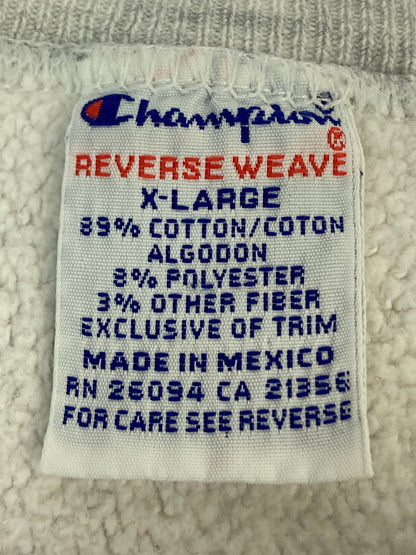 Champion®
REVERSE WEAVE
X-LARGE
89% COTTON/COTON
ALGODON
8% POLYESTER
3% OTHER FIBER
EXCLUSIVE OF TRIM
MADE IN MEXICO
RN 26094 CA 21356
FOR CARE SEE REVERSE